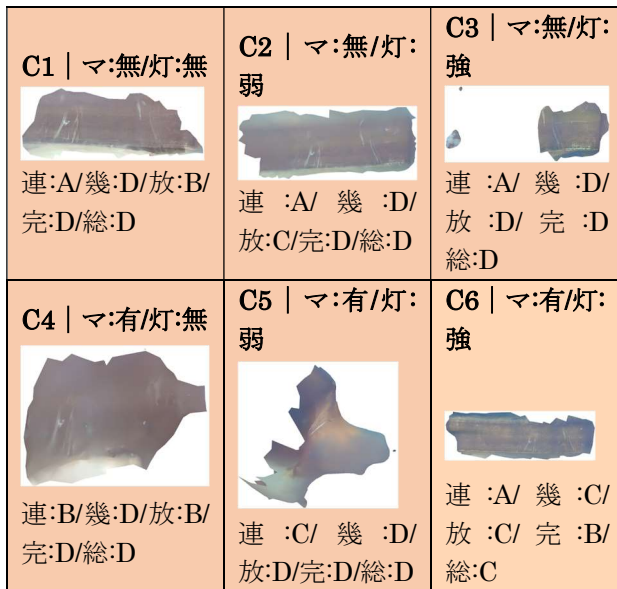 C1 | マ:無/灯:無
連:A/幾:D/放:B/
完:D/総:D
C2 | マ:無/灯:
弱
連:A/幾:D/
放:C/完:D/総:D
C3 | マ:無/灯:
強
連:A/幾:D/
放:D/完:D
総:D
C4 | マ:有/灯:無
連:B/幾:D/放:B/
完:D/総:D
C5 | マ:有/灯:
弱
連:C/幾:D/
放:D/完:D/総:D
C6 | マ:有/灯:
強
連:A/幾:C/
放:C/完:B/
総:C